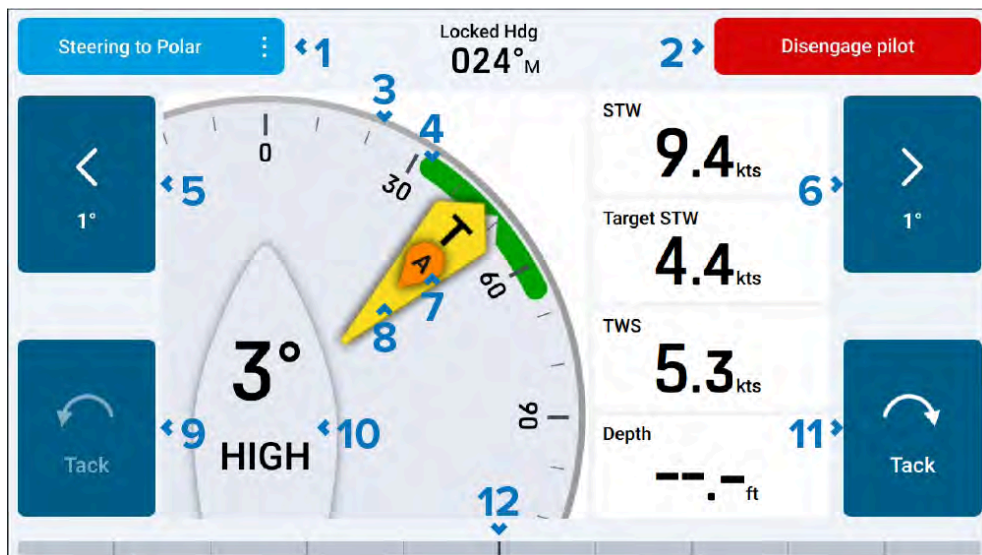 Steering to Polar
1
Locked Hdg
024°M
2
Disengage pilot
3
4
0
30
60
90
T
A
5
1°
6
1°
7
8
STW
9.4kts
Target STW
4.4kts
TWS
5.3kts
Depth
--.-ft
3°
HIGH
9
Tack
10
11
Tack
12